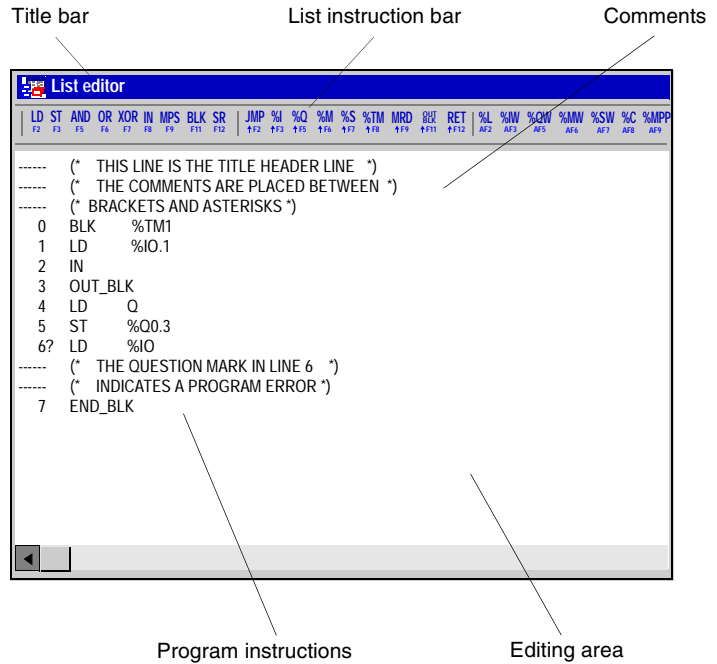 Title bar List instruction bar Comments
List editor
LD ST AND OR XOR IN MPS BLK SR JMP %I %Q %M %S %TM MRD OUT BLK RET %L %IW %QW %MW %SW %C %MPP
F2 F3 F5 F6 F7 F8 F9 F11 F12 ↑F2 ↑F3 ↑F5 ↑F6 ↑F7 ↑F8 ↑F9 ↑F11 ↑F12 AF2 AF3 AF5 AF6 AF7 AF8 AF9
------ (* THIS LINE IS THE TITLE HEADER LINE *)
------ (* THE COMMENTS ARE PLACED BETWEEN *)
------ (* BRACKETS AND ASTERISKS *)
0 BLK %TM1
1 LD %IO.1
2 IN
3 OUT_BLK
4 LD Q
5 ST %Q0.3
6? LD %IO
------ (* THE QUESTION MARK IN LINE 6 *)
------ (* INDICATES A PROGRAM ERROR *)
7 END_BLK
Program instructions Editing area